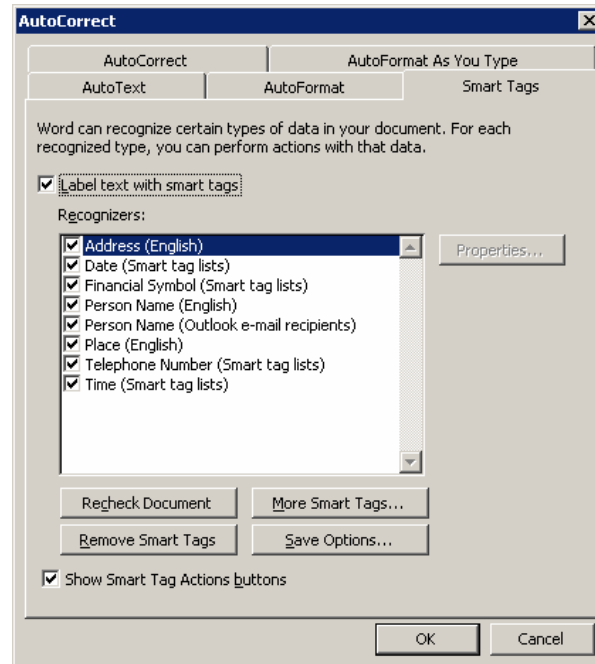 AutoCorrect
AutoCorrect
AutoFormat As You Type
AutoText
AutoFormat
Smart Tags
Word can recognize certain types of data in your document. For each
recognized type, you can perform actions with that data.
Label text with smart tags
Recognizers:
Address (English)
Date (Smart tag lists)
Financial Symbol (Smart tag lists)
Person Name (English)
Person Name (Outlook e-mail recipients)
Place (English)
Telephone Number (Smart tag lists)
Time (Smart tag lists)
Properties...
Recheck Document
More Smart Tags...
Remove Smart Tags
Save Options...
Show Smart Tag Actions buttons
OK
Cancel